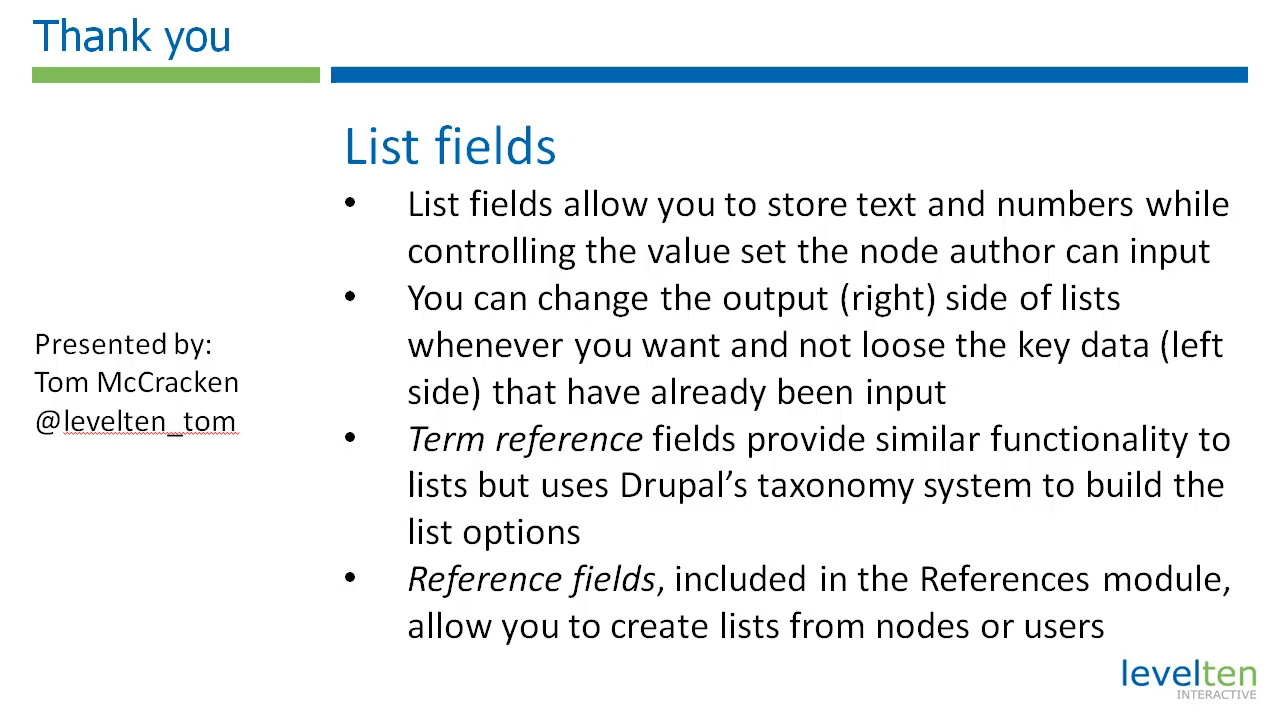 Thank you
List fields
• List fields allow you to store text and numbers while
controlling the value set the node author can input
• You can change the output (right) side of lists
whenever you want and not loose the key data (left
side) that have already been input
• Term reference fields provide similar functionality to
lists but uses Drupal’s taxonomy system to build the
list options
• Reference fields, included in the References module,
allow you to create lists from nodes or users
Presented by:
Tom McCracken
@levelten_tom
levelten
INTERACTIVE